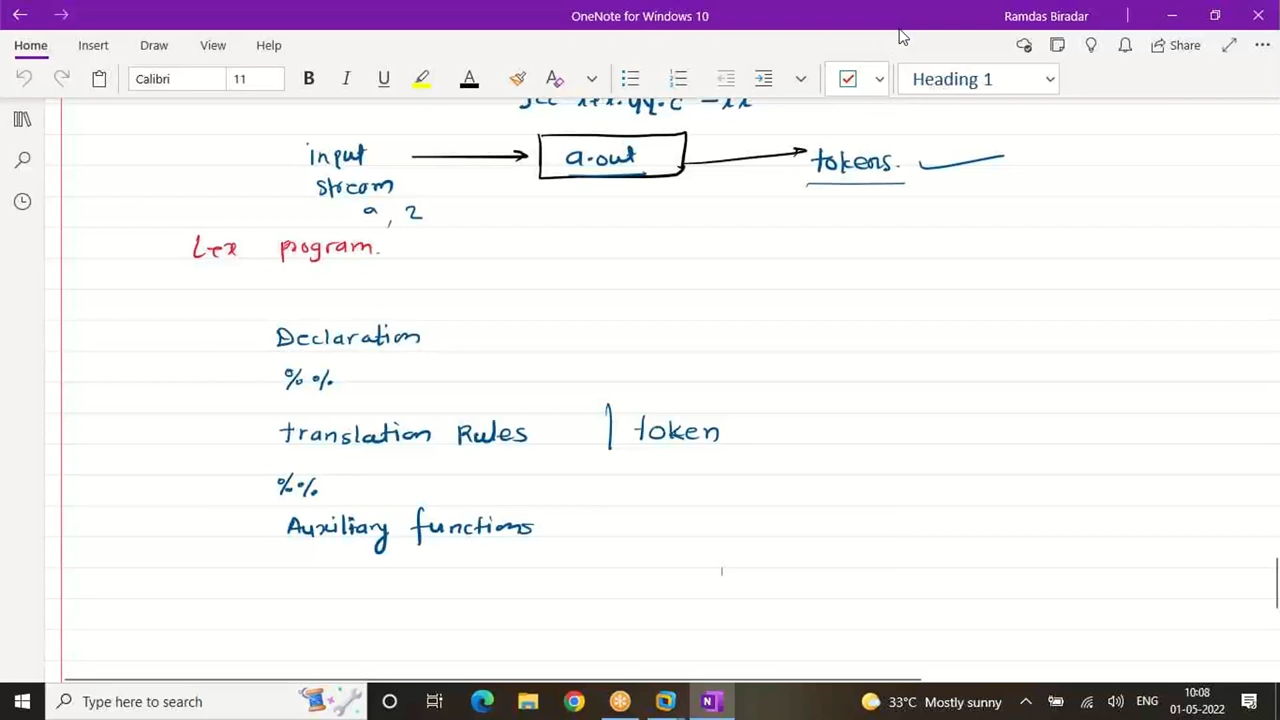 OneNote for Windows 10
Ramdas Biradar
Home Insert Draw View Help
Share
Calibri 11 B I U A A Heading 1
input
a.out
tokens.
stream
a, 2
Lex program.
Declaration
%%
translation Rules | token
%%
Auxiliary functions
Type here to search
N
33°C Mostly sunny
ENG
10:08
01-05-2022